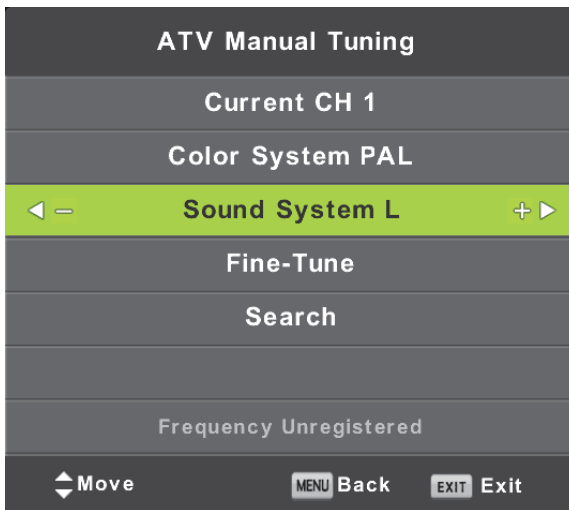 ATV Manual Tuning
Current CH 1
Color System PAL
Sound System L
Fine-Tune
Search
Frequency Unregistered
Move MENU Back EXIT Exit